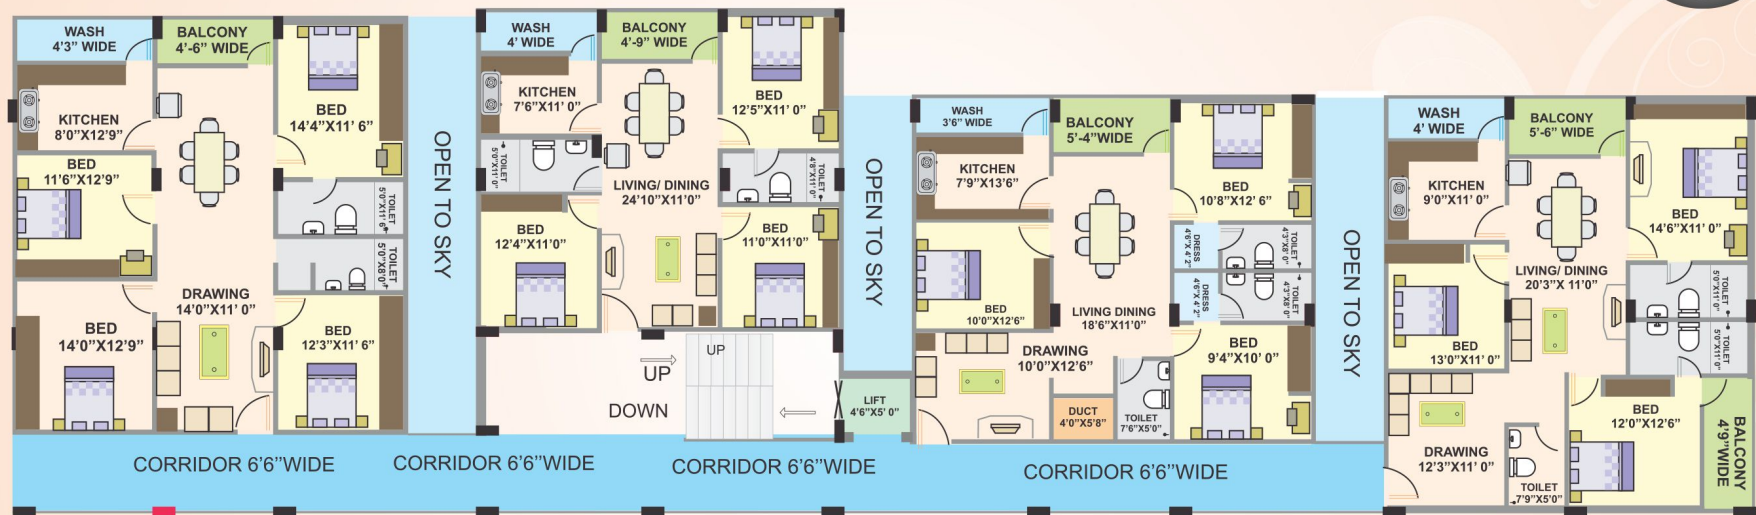 WASH
4'3" WIDE
BALCONY
4'-6" WIDE
KITCHEN
8'0"X12'9"
BED
14'4"X11' 6"
BED
11'6"X12'9"
TOILET
5'0"X11' 6"
TOILET
5'0"X8'0"
DRAWING
14'0"X11' 0"
BED
14'0"X12'9"
BED
12'3"X11' 6"
OPEN TO SKY
WASH
4' WIDE
BALCONY
4'-9" WIDE
KITCHEN
7'6"X11' 0"
BED
12'5"X11' 0"
TOILET
5'0"X11'0"
TOILET
4'8"X11'0"
LIVING/ DINING
24'10"X11'0"
BED
12'4"X11'0"
BED
11'0"X11'0"
UP
UP
DOWN
OPEN TO SKY
LIFT
4'6"X5' 0"
WASH
3'6" WIDE
BALCONY
5'-4"WIDE
KITCHEN
7'9"X13'6"
BED
10'8"X12' 6"
DRESS
4'6"X 4'2"
TOILET
4'3"X8' 0"
DRESS
4'6"X 4'2"
TOILET
4'3"X8' 0"
BED
10'0"X12'6"
LIVING DINING
18'6"X11'0"
DRAWING
10'0"X12'6"
BED
9'4"X10' 0"
DUCT
4'0"X5'8"
TOILET
7'6"X5'0"
OPEN TO SKY
WASH
4' WIDE
BALCONY
5'-6" WIDE
KITCHEN
9'0"X11' 0"
BED
14'6"X11' 0"
LIVING/ DINING
20'3"X 11'0"
TOILET
5'0"X11' 0"
TOILET
5'0"X11' 0"
BED
13'0"X11' 0"
BED
12'0"X12'6"
DRAWING
12'3"X11' 0"
TOILET
7'9"X5'0"
BALCONY
4'9"WIDE
CORRIDOR 6'6"WIDE
CORRIDOR 6'6"WIDE
CORRIDOR 6'6"WIDE
CORRIDOR 6'6"WIDE